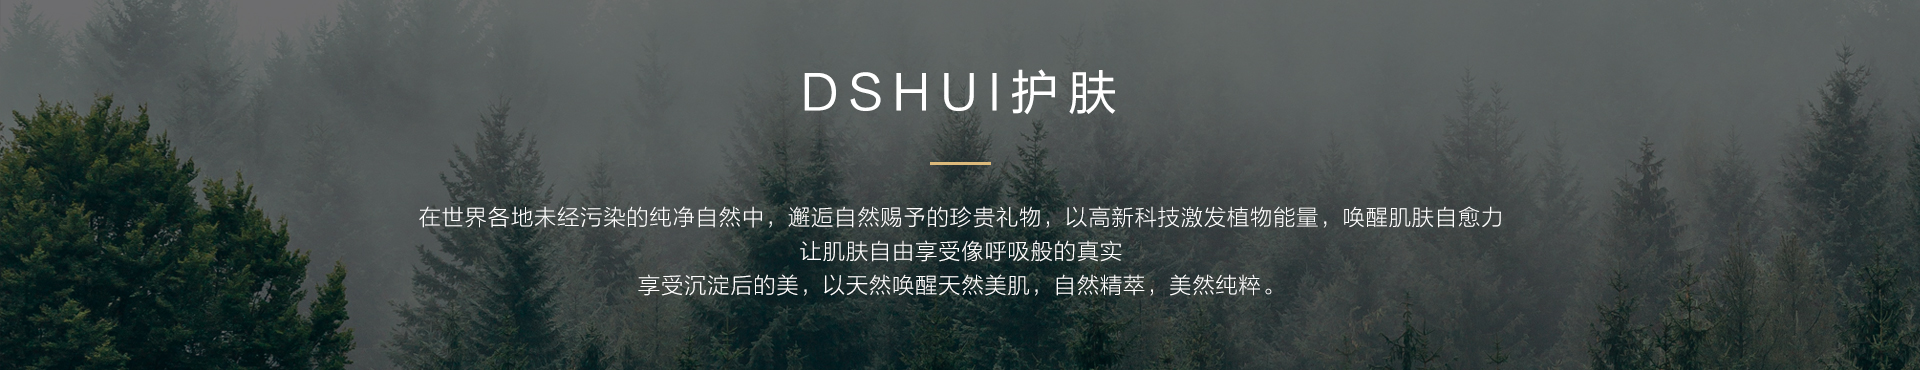 DSHUI护肤
在世界各地未经污染的纯净自然中，邂逅自然赐予的珍贵礼物，以高新科技激发植物能量，唤醒肌肤自愈力
让肌肤自由享受像呼吸般的真实
享受沉淀后的美，以天然唤醒天然美肌，自然精萃，美然纯粹。